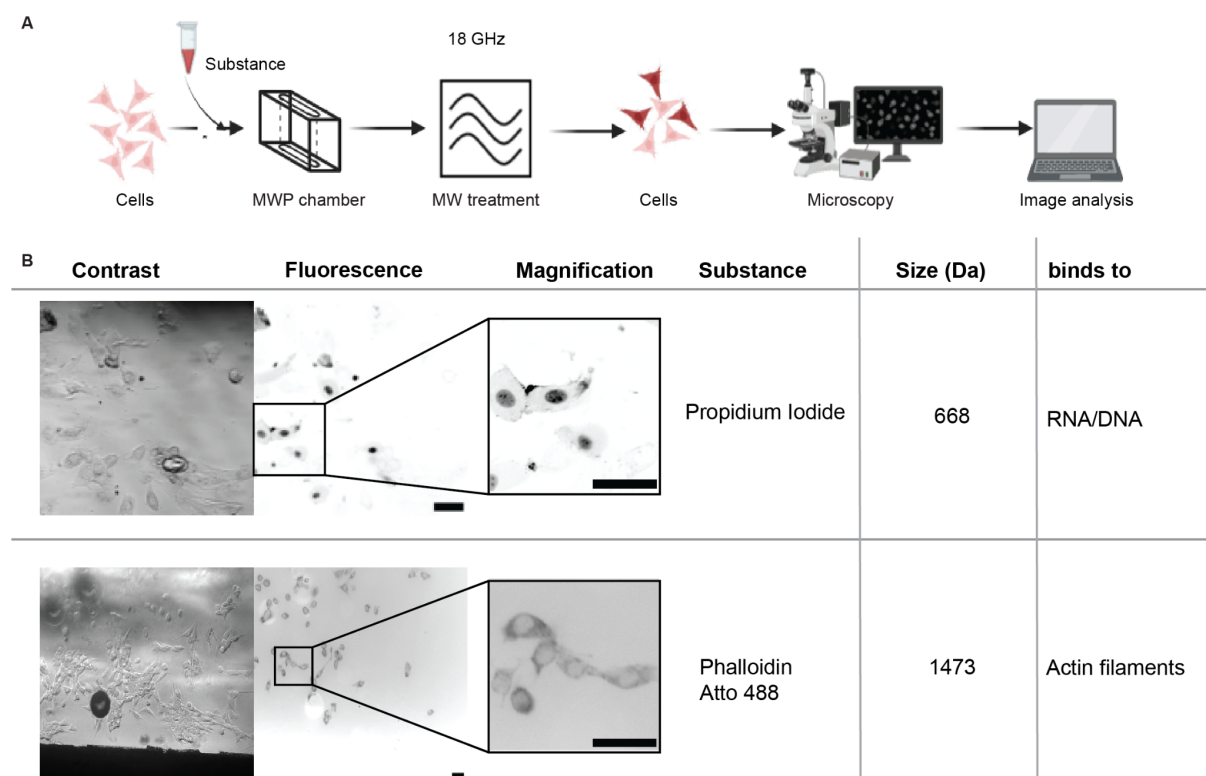 A
Substance
18 GHz
Cells
MWP chamber
MW treatment
Cells
Microscopy
Image analysis
B
Contrast
Fluorescence
Magnification
Substance
Size (Da)
binds to
Propidium Iodide
668
RNA/DNA
Phalloidin
Atto 488
1473
Actin filaments